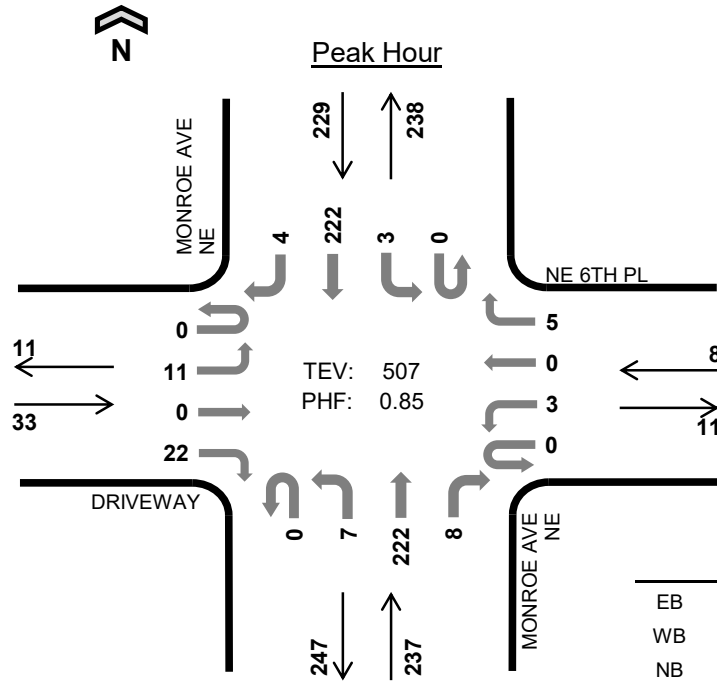 N
Peak Hour
229
238
MONROE AVE
NE
4
222
3
0
NE 6TH PL
0
5
11
11
0
8
TEV: 507
PHF: 0.85
33
0
3
11
22
0
DRIVEWAY
0
7
222
8
MONROE AVE
NE
247
237
EB
WB
NB